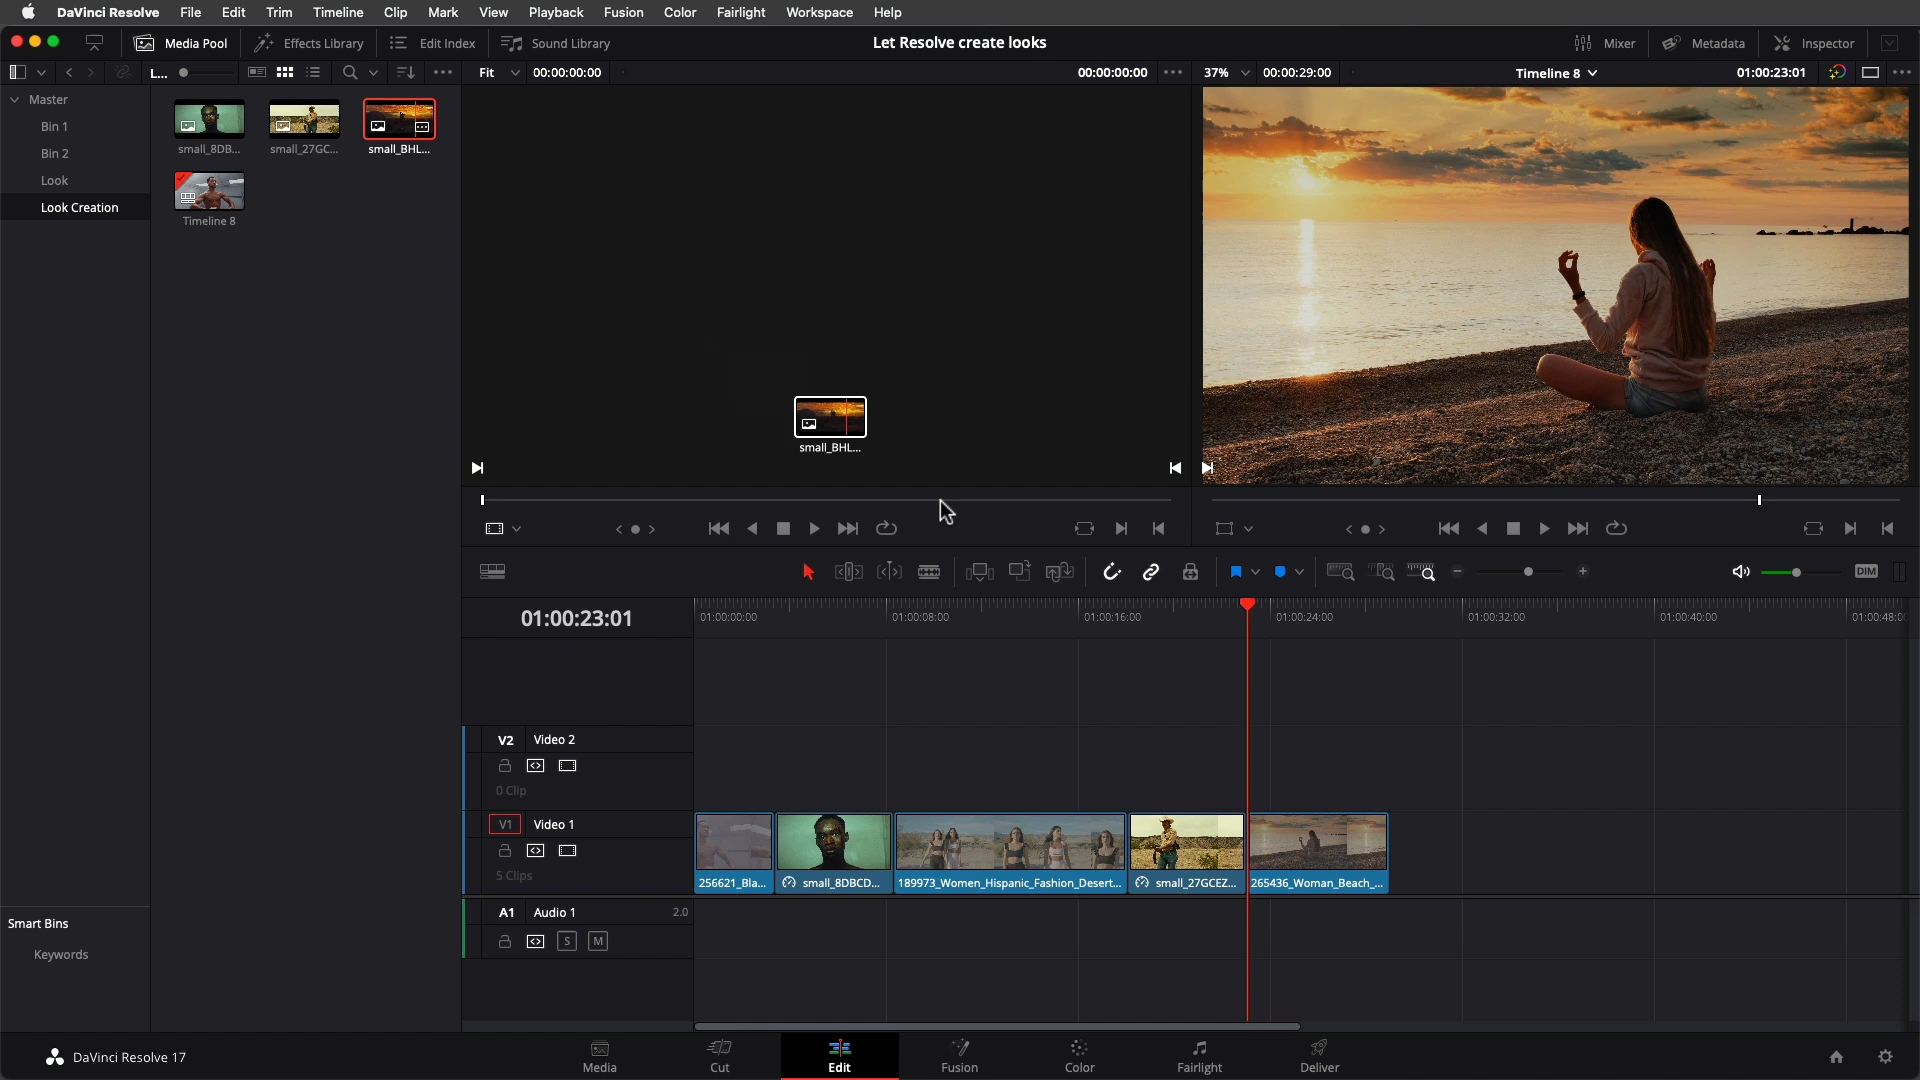 DaVinci Resolve File Edit Trim Timeline Clip Mark View Playback Fusion Color Fairlight Workspace Help
Media Pool Effects Library Edit Index Sound Library Let Resolve create looks Mixer Metadata Inspector
L... Fit 00:00:00:00 00:00:00:00 37% 00:00:29:00 Timeline 8 01:00:23:01
Master
Bin 1
Bin 2
Look
Look Creation
small_8DB... small_27GC... small_BHL...
Timeline 8
small_BHL...
DIM
01:00:23:01 01:00:00:00 01:00:08:00 01:00:16:00 01:00:24:00 01:00:32:00 01:00:40:00 01:00:48:0
V2 Video 2
0 Clip
V1 Video 1
5 Clips
256621_Bla... small_8DBCD... 189973_Women_Hispanic_Fashion_Desert... small_27GCEZ... 265436_Woman_Beach_...
A1 Audio 1 2.0
S M
Smart Bins
Keywords
DaVinci Resolve 17
Media Cut Edit Fusion Color Fairlight Deliver